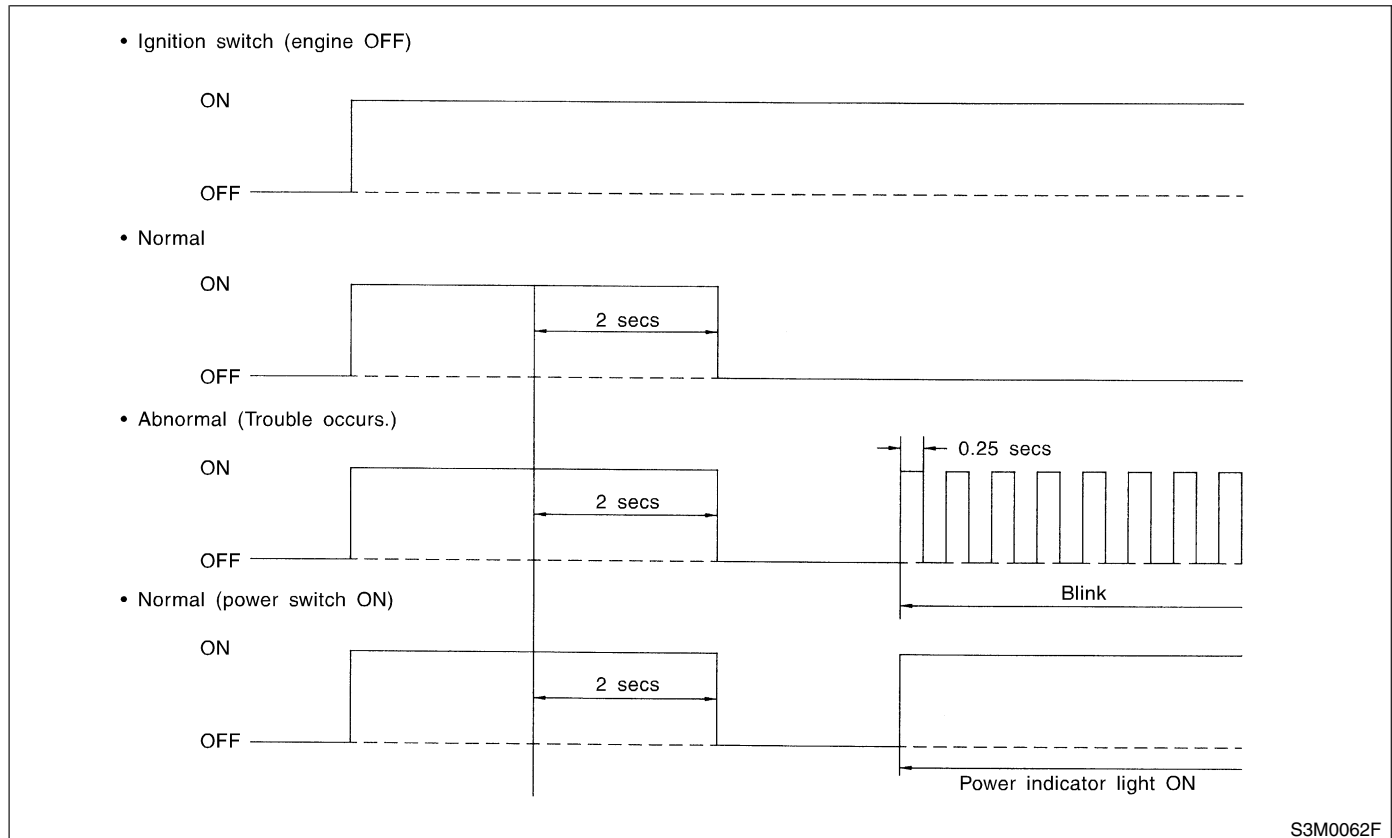 • Ignition switch (engine OFF)
ON
OFF
• Normal
ON
2 secs
OFF
• Abnormal (Trouble occurs.)
0.25 secs
ON
2 secs
OFF
Blink
• Normal (power switch ON)
ON
2 secs
OFF
Power indicator light ON
S3M0062F